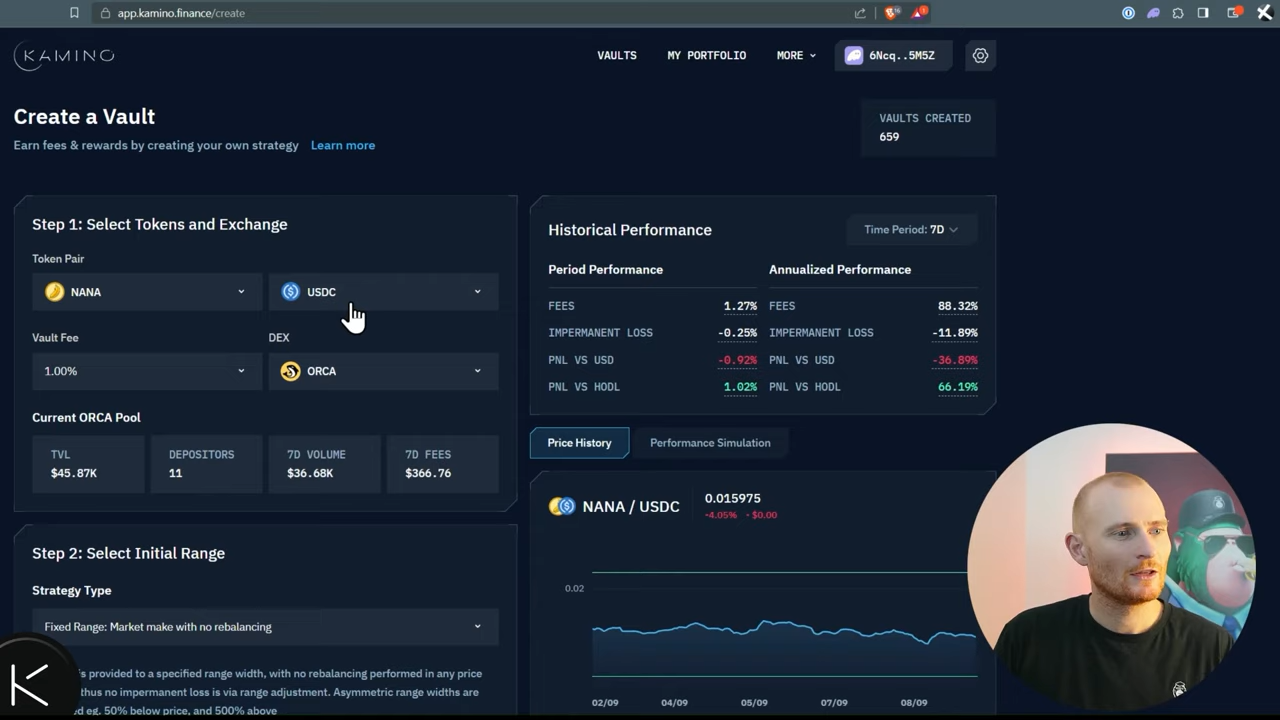 app.kamino.finance/create
KAMINO
VAULTS
MY PORTFOLIO
MORE
6Ncq..5M5Z
Create a Vault
Earn fees & rewards by creating your own strategy Learn more
VAULTS CREATED
659
Step 1: Select Tokens and Exchange
Token Pair
NANA
USDC
Vault Fee
DEX
1.00%
ORCA
Current ORCA Pool
TVL
$45.87K
DEPOSITORS
11
7D VOLUME
$36.68K
7D FEES
$366.76
Step 2: Select Initial Range
Strategy Type
Fixed Range: Market make with no rebalancing
is provided to a specified range width, with no rebalancing performed in any price
thus no impermanent loss is via range adjustment. Asymmetric range widths are
eg. 50% below price, and 500% above
Historical Performance
Time Period: 7D
Period Performance
FEES 1.27%
IMPERMANENT LOSS -0.25%
PNL VS USD -0.92%
PNL VS HODL 1.02%
Annualized Performance
FEES 88.32%
IMPERMANENT LOSS -11.89%
PNL VS USD -36.89%
PNL VS HODL 66.19%
Price History
Performance Simulation
NANA / USDC
0.015975
-4.05% • $0.00
0.02
02/09 04/09 05/09 07/09 08/09